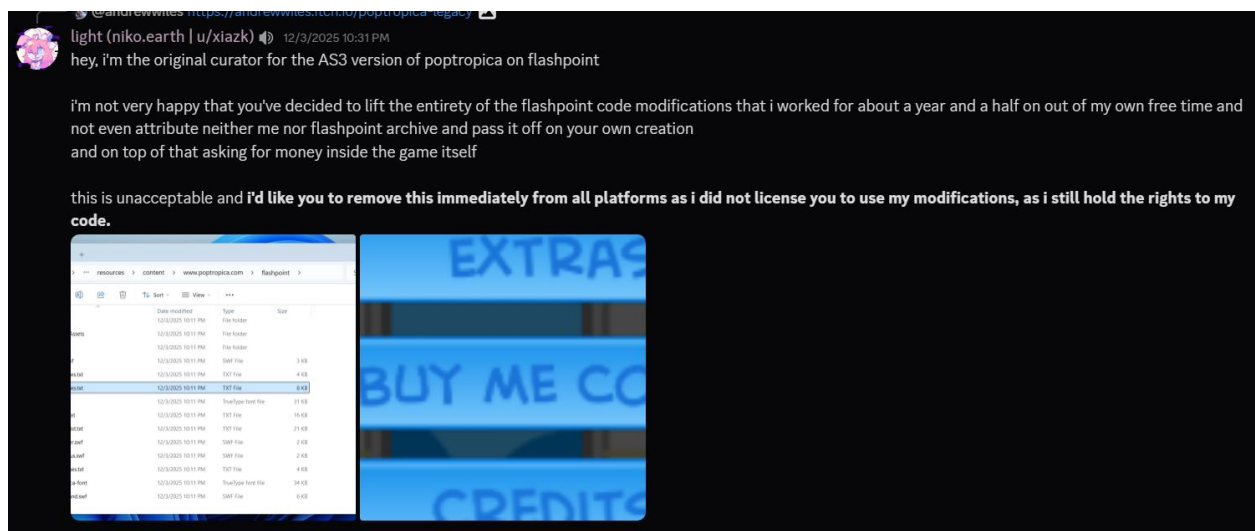 @andrewwiles https://andrewwiles.itch.io/poptropica-legacy
light (niko.earth | u/xiazk) 12/3/2025 10:31 PM
hey, i'm the original curator for the AS3 version of poptropica on flashpoint
i'm not very happy that you've decided to lift the entirety of the flashpoint code modifications that i worked for about a year and a half on out of my own free time and
not even attribute neither me nor flashpoint archive and pass it off on your own creation
and on top of that asking for money inside the game itself
this is unacceptable and i'd like you to remove this immediately from all platforms as i did not license you to use my modifications, as i still hold the rights to my
code.
resources > content > www.poptropica.com > flashpoint >
Sort View ...
Date modified Type Size
12/3/2025 10:11 PM File folder
12/3/2025 10:11 PM File folder
12/3/2025 10:11 PM File folder
12/3/2025 10:11 PM SWF File 3 KB
12/3/2025 10:11 PM TXT File 4 KB
12/3/2025 10:11 PM TXT File 8 KB
12/3/2025 10:11 PM TrueType font file 31 KB
12/3/2025 10:11 PM TXT File 16 KB
12/3/2025 10:11 PM TXT File 21 KB
12/3/2025 10:11 PM SWF File 2 KB
12/3/2025 10:11 PM SWF File 2 KB
12/3/2025 10:11 PM TXT File 4 KB
12/3/2025 10:11 PM TrueType font file 34 KB
12/3/2025 10:11 PM SWF File 6 KB
EXTRAS
BUY ME CO
CREDITS